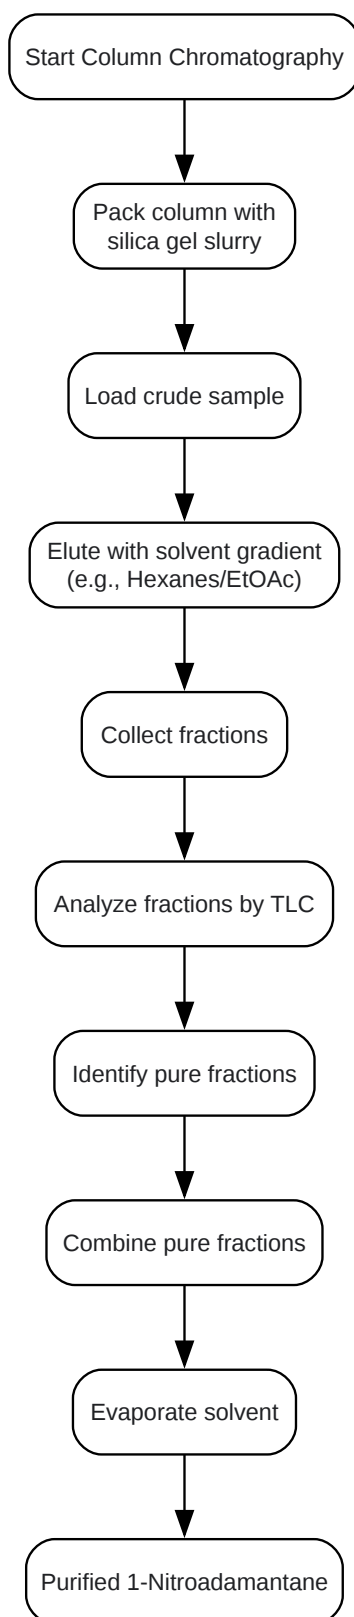 Start Column Chromatography
Pack column with
silica gel slurry
Load crude sample
Elute with solvent gradient
(e.g., Hexanes/EtOAc)
Collect fractions
Analyze fractions by TLC
Identify pure fractions
Combine pure fractions
Evaporate solvent
Purified 1-Nitroadamantane